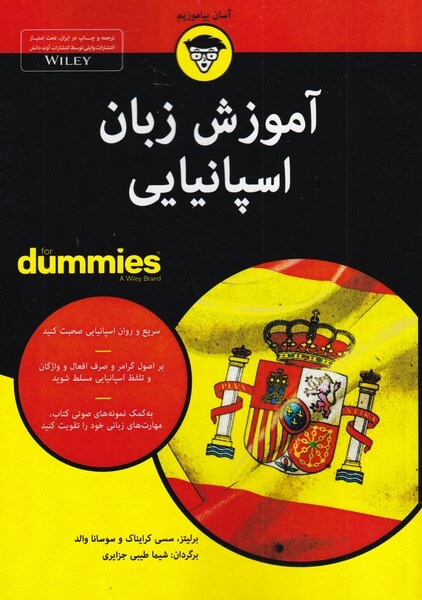 آسان بیاموزیم
ترجمه و چاپ در ایران، تحت امتیاز
انتشارات وایلی توسط انتشارات آوند دانش
WILEY
آموزش زبان
اسپانیایی
for
dummies®
A Wiley Brand
سریع و روان اسپانیایی صحبت کنید
بر اصول گرامر و صرف افعال و واژگان
و تلفظ اسپانیایی مسلط شوید
به‌کمک نمونه‌های صوتی کتاب،
مهارت‌های زبانی خود را تقویت کنید
PLUS
برلیتز، سسی کرایناک و سوسانا والد
برگردان: شیما طیبی جزایری